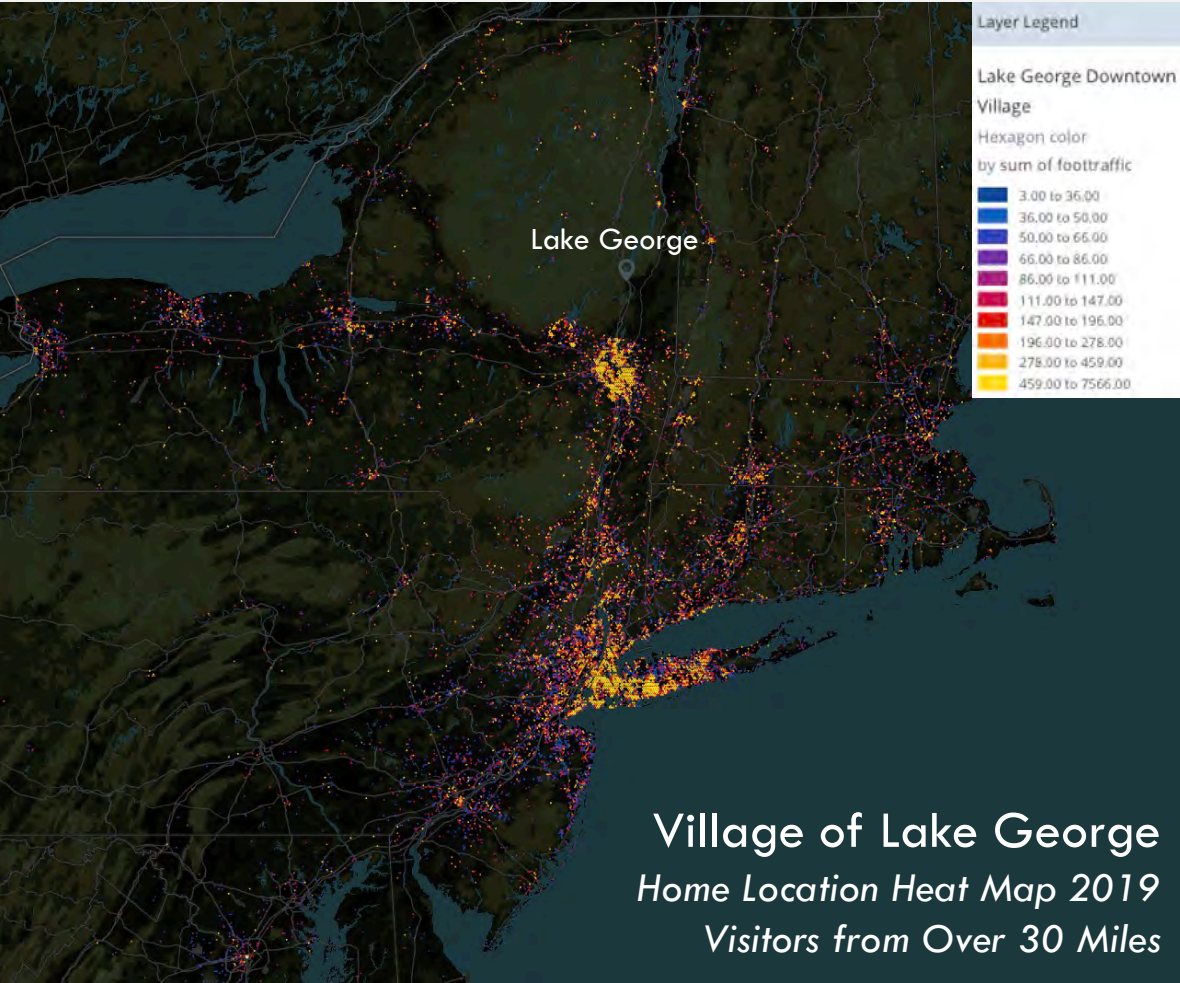 Layer Legend
Lake George Downtown
Village
Hexagon color
by sum of foottraffic
3.00 to 36.00
36.00 to 50.00
50.00 to 66.00
66.00 to 86.00
86.00 to 111.00
111.00 to 147.00
147.00 to 196.00
196.00 to 278.00
278.00 to 459.00
459.00 to 7566.00
Lake George
Village of Lake George
Home Location Heat Map 2019
Visitors from Over 30 Miles